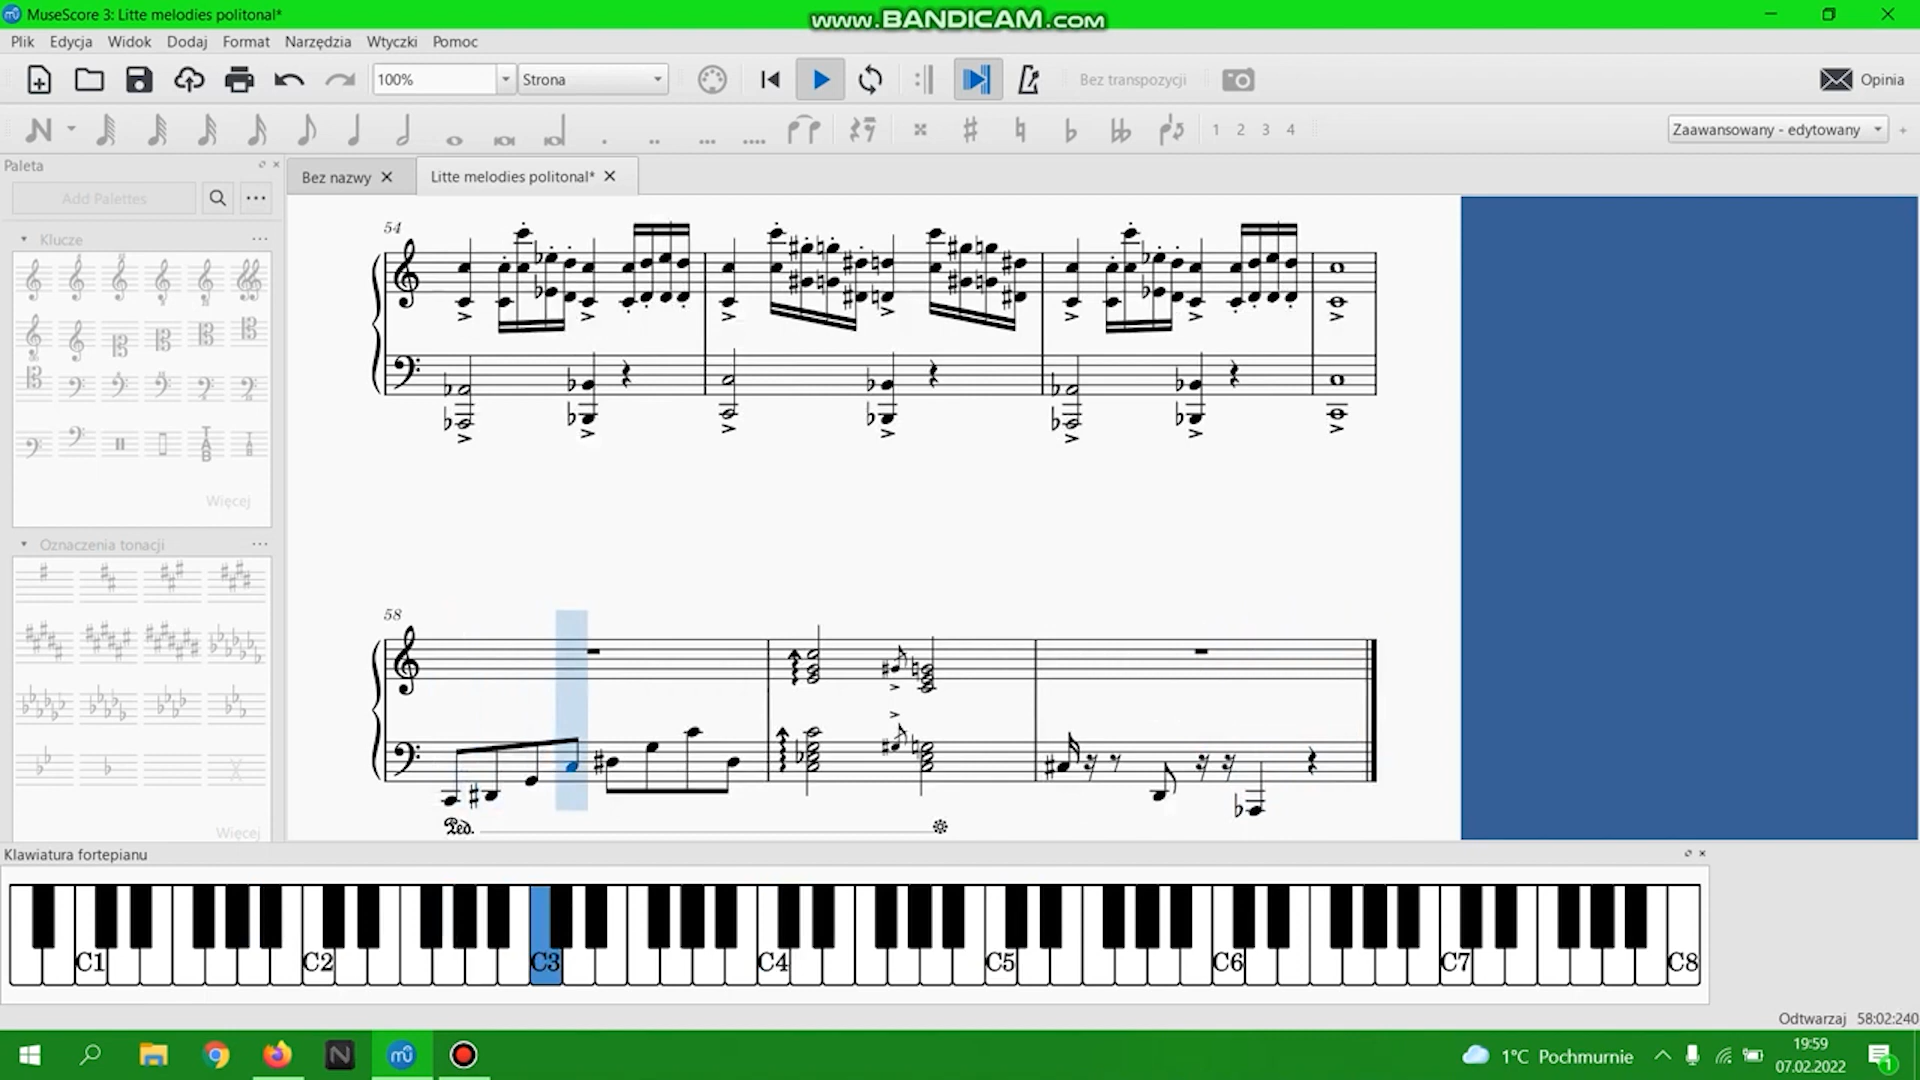 MuseScore 3: Litte melodies politonal*
www.BANDICAM.com
Plik Edycja Widok Dodaj Format Narzędzia Wtyczki Pomoc
100% Strona Bez transpozycji Opinia
1 2 3 4 Zaawansowany - edytowany
Paleta
Bez nazwy Litte melodies politonal*
Add Palettes
Klucze
54
Więcej
Oznaczenia tonacji
58
Więcej
Ped.
Klawiatura fortepianu
C1 C2 C3 C4 C5 C6 C7 C8
Odtwarzaj 58:02:240
1°C Pochmurnie
19:59
07.02.2022
1